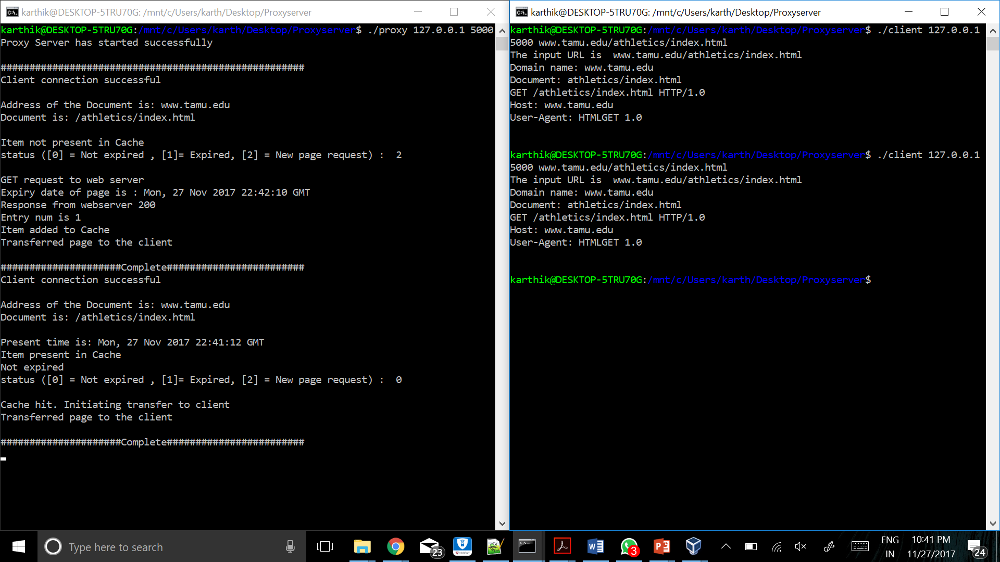 karthik@DESKTOP-5TRU70G: /mnt/c/Users/karth/Desktop/Proxyserver
karthik@DESKTOP-5TRU70G:/mnt/c/Users/karth/Desktop/Proxyserver$ ./proxy 127.0.0.1 5000
Proxy Server has started successfully
#####################################################
Client connection successful
Address of the Document is: www.tamu.edu
Document is: /athletics/index.html
Item not present in Cache
status ([0] = Not expired , [1]= Expired, [2] = New page request) :  2
GET request to web server
Expiry date of page is : Mon, 27 Nov 2017 22:42:10 GMT
Response from webserver 200
Entry num is 1
Item added to Cache
Transferred page to the client
#####################Complete########################
Client connection successful
Address of the Document is: www.tamu.edu
Document is: /athletics/index.html
Present time is: Mon, 27 Nov 2017 22:41:12 GMT
Item present in Cache
Not expired
status ([0] = Not expired , [1]= Expired, [2] = New page request) :  0
Cache hit. Initiating transfer to client
Transferred page to the client
#####################Complete########################
karthik@DESKTOP-5TRU70G: /mnt/c/Users/karth/Desktop/Proxyserver
karthik@DESKTOP-5TRU70G:/mnt/c/Users/karth/Desktop/Proxyserver$ ./client 127.0.0.1
5000 www.tamu.edu/athletics/index.html
The input URL is  www.tamu.edu/athletics/index.html
Domain name: www.tamu.edu
Document: athletics/index.html
GET /athletics/index.html HTTP/1.0
Host: www.tamu.edu
User-Agent: HTMLGET 1.0
karthik@DESKTOP-5TRU70G:/mnt/c/Users/karth/Desktop/Proxyserver$ ./client 127.0.0.1
5000 www.tamu.edu/athletics/index.html
The input URL is  www.tamu.edu/athletics/index.html
Domain name: www.tamu.edu
Document: athletics/index.html
GET /athletics/index.html HTTP/1.0
Host: www.tamu.edu
User-Agent: HTMLGET 1.0
karthik@DESKTOP-5TRU70G:/mnt/c/Users/karth/Desktop/Proxyserver$
Type here to search
23
3
ENG
IN
10:41 PM
11/27/2017
24